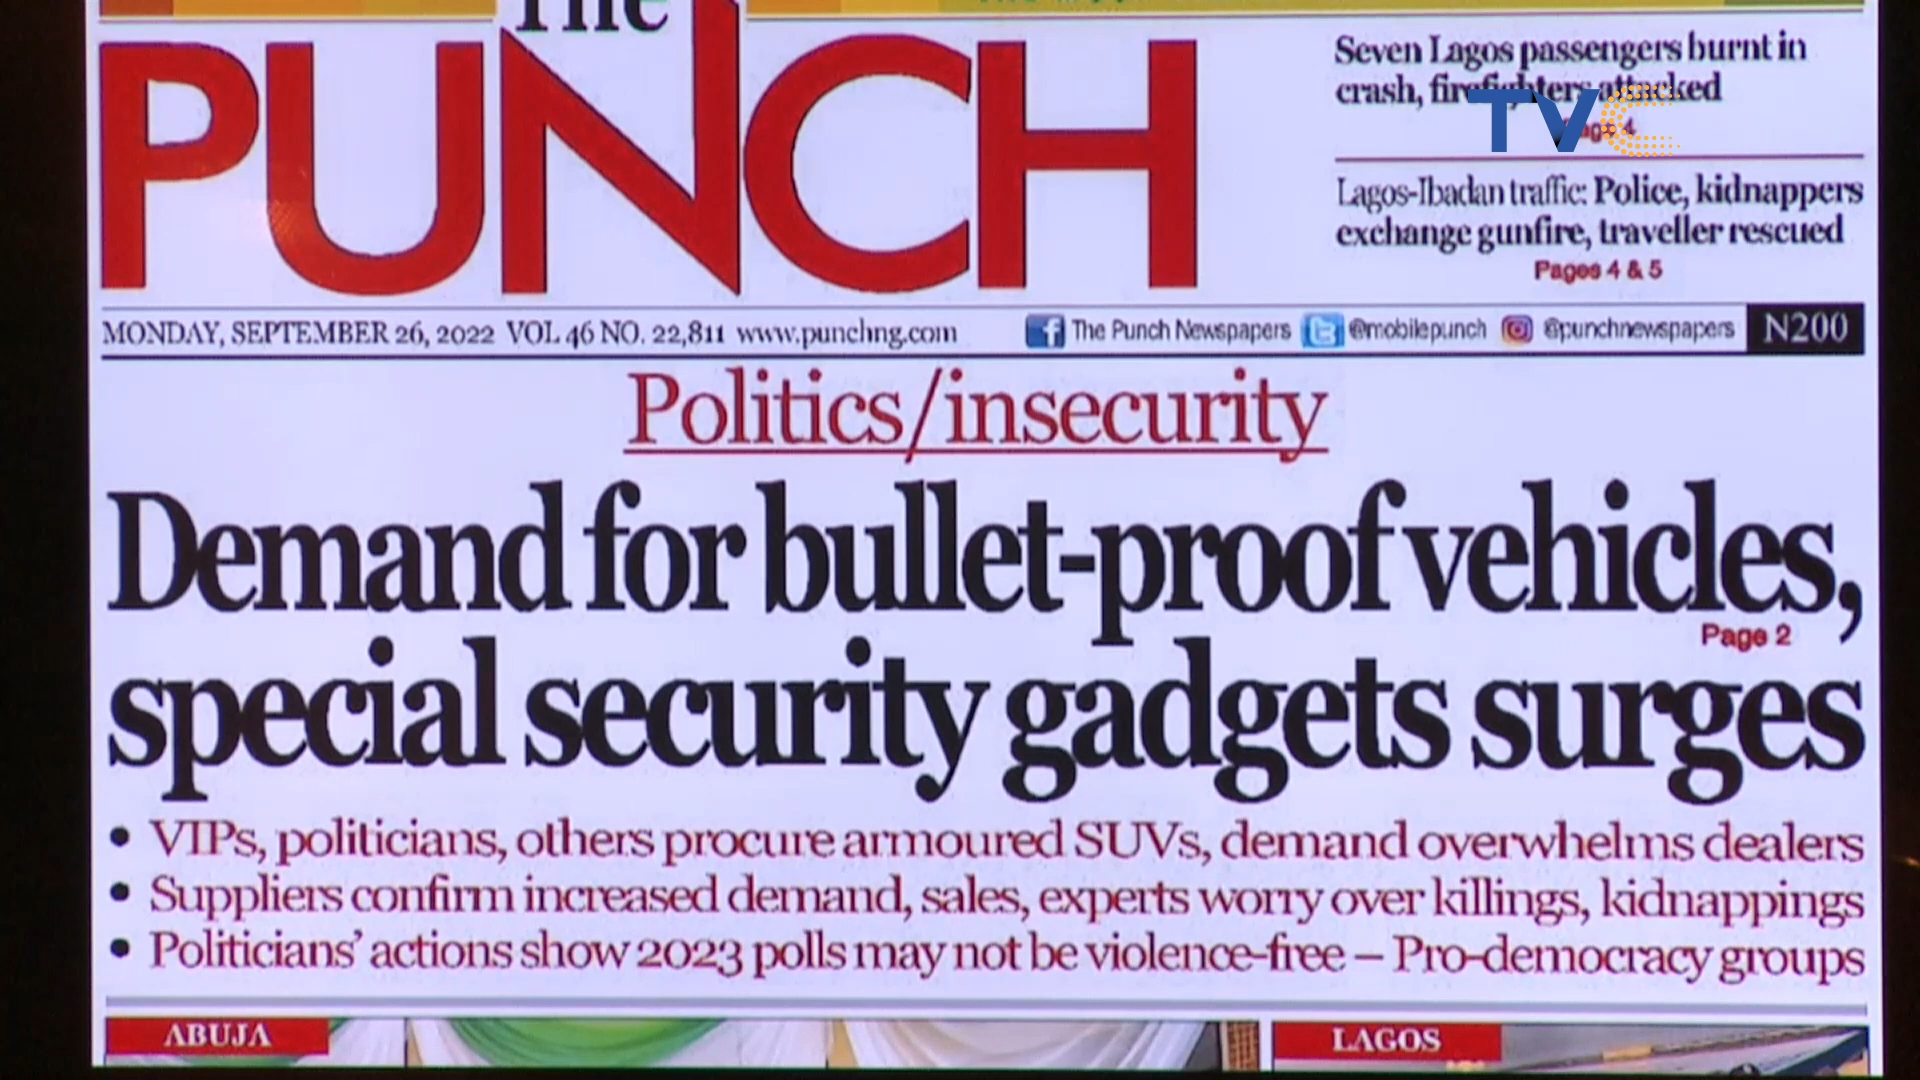 The
PUNCH
Seven Lagos passengers burnt in
crash, firefighters attacked
Page 4
TVC
Lagos-Ibadan traffic: Police, kidnappers
exchange gunfire, traveller rescued
Pages 4 & 5
MONDAY, SEPTEMBER 26, 2022 VOL 46 NO. 22,811 www.punchng.com
The Punch Newspapers @mobilepunch @punchnewspapers N200
Politics/insecurity
Demand for bullet-proof vehicles,
Page 2
special security gadgets surges
• VIPs, politicians, others procure armoured SUVs, demand overwhelms dealers
• Suppliers confirm increased demand, sales, experts worry over killings, kidnappings
• Politicians’ actions show 2023 polls may not be violence-free – Pro-democracy groups
ABUJA
LAGOS